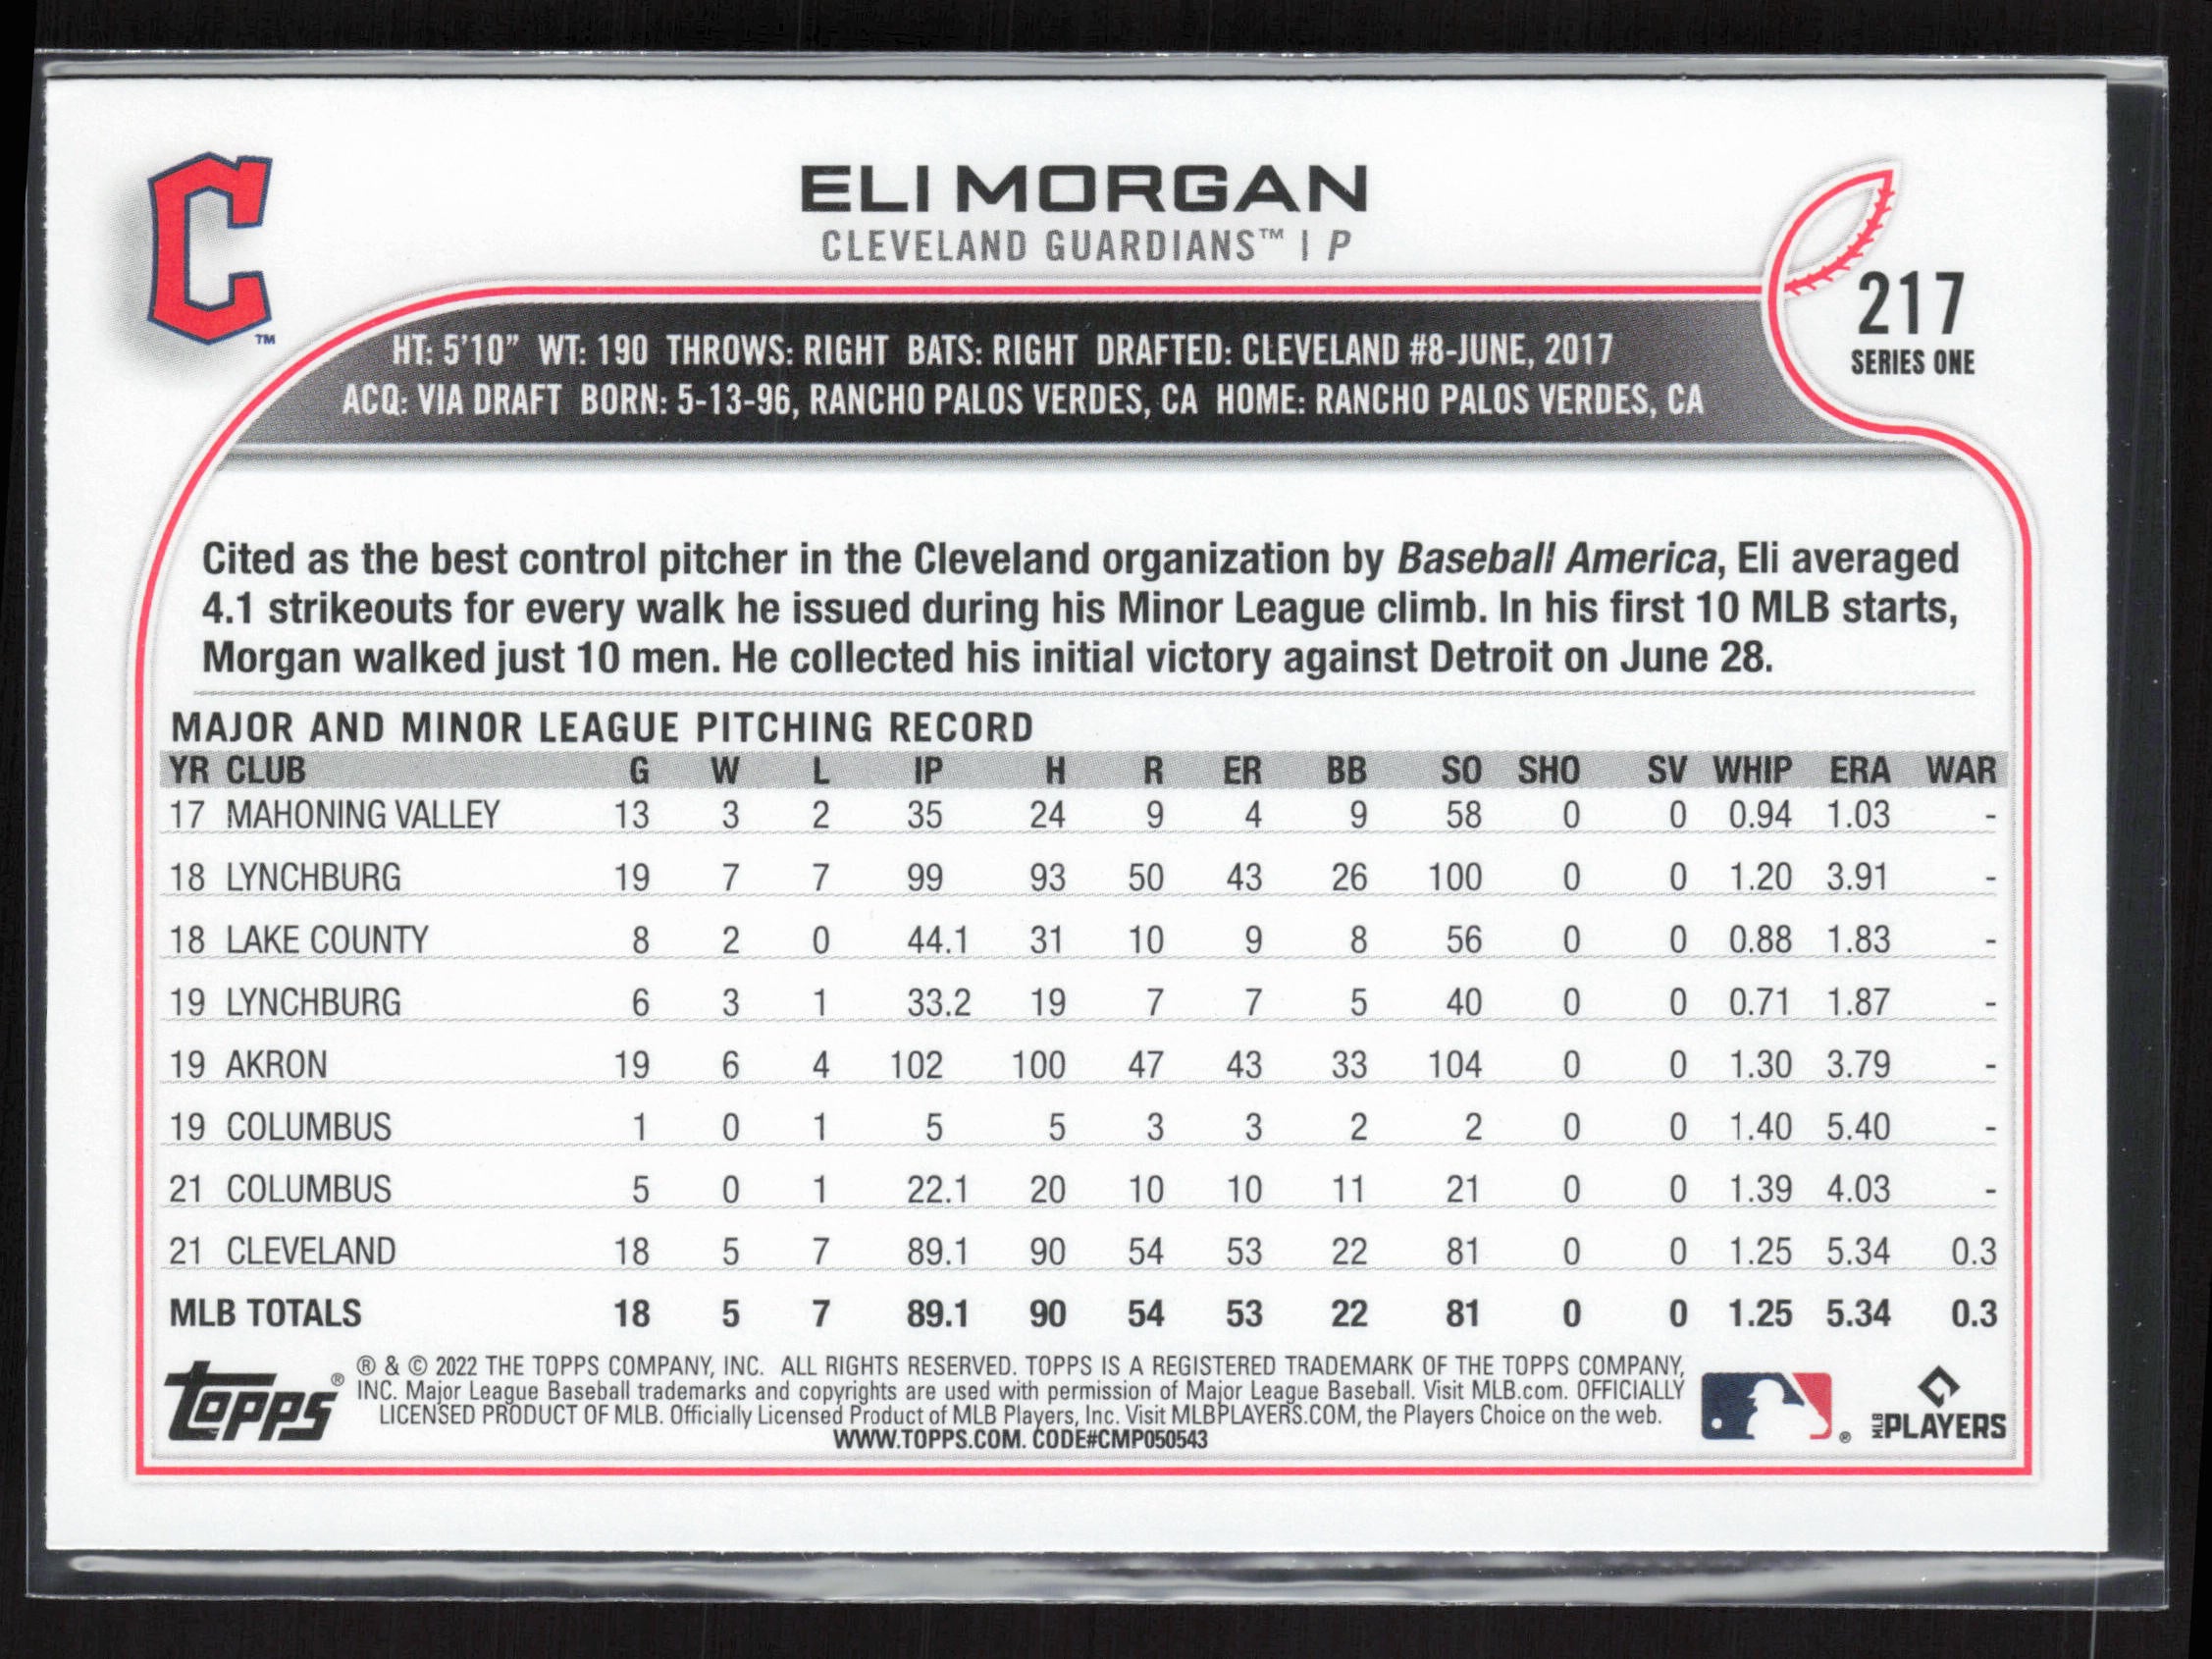 C
™
ELI MORGAN
CLEVELAND GUARDIANS™ | P
217
SERIES ONE
HT: 5'10” WT: 190 THROWS: RIGHT BATS: RIGHT DRAFTED: CLEVELAND #8-JUNE, 2017
ACQ: VIA DRAFT BORN: 5-13-96, RANCHO PALOS VERDES, CA HOME: RANCHO PALOS VERDES, CA
Cited as the best control pitcher in the Cleveland organization by Baseball America, Eli averaged
4.1 strikeouts for every walk he issued during his Minor League climb. In his first 10 MLB starts,
Morgan walked just 10 men. He collected his initial victory against Detroit on June 28.
MAJOR AND MINOR LEAGUE PITCHING RECORD
YR CLUB G W L IP H R ER BB SO SHO SV WHIP ERA WAR
17 MAHONING VALLEY 13 3 2 35 24 9 4 9 58 0 0 0.94 1.03 -
18 LYNCHBURG 19 7 7 99 93 50 43 26 100 0 0 1.20 3.91 -
18 LAKE COUNTY 8 2 0 44.1 31 10 9 8 56 0 0 0.88 1.83 -
19 LYNCHBURG 6 3 1 33.2 19 7 7 5 40 0 0 0.71 1.87 -
19 AKRON 19 6 4 102 100 47 43 33 104 0 0 1.30 3.79 -
19 COLUMBUS 1 0 1 5 5 3 3 2 2 0 0 1.40 5.40 -
21 COLUMBUS 5 0 1 22.1 20 10 10 11 21 0 0 1.39 4.03 -
21 CLEVELAND 18 5 7 89.1 90 54 53 22 81 0 0 1.25 5.34 0.3
MLB TOTALS 18 5 7 89.1 90 54 53 22 81 0 0 1.25 5.34 0.3
topps®
® & © 2022 THE TOPPS COMPANY, INC. ALL RIGHTS RESERVED. TOPPS IS A REGISTERED TRADEMARK OF THE TOPPS COMPANY,
INC. Major League Baseball trademarks and copyrights are used with permission of Major League Baseball. Visit MLB.com. OFFICIALLY
LICENSED PRODUCT OF MLB. Officially Licensed Product of MLB Players, Inc. Visit MLBPLAYERS.COM, the Players Choice on the web.
WWW.TOPPS.COM. CODE#CMP050543
®
MLB PLAYERS